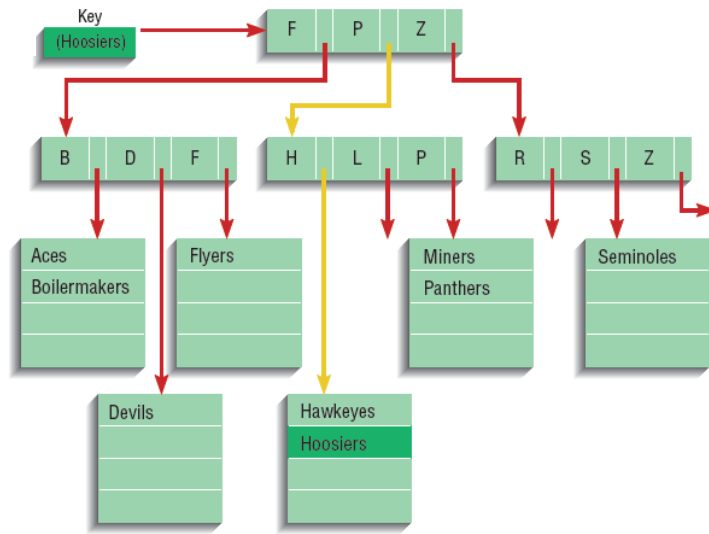 Key
(Hoosiers)
F P Z
B D F
H L P
R S Z
Aces
Boilermakers
Flyers
Miners
Panthers
Seminoles
Devils
Hawkeyes
Hoosiers